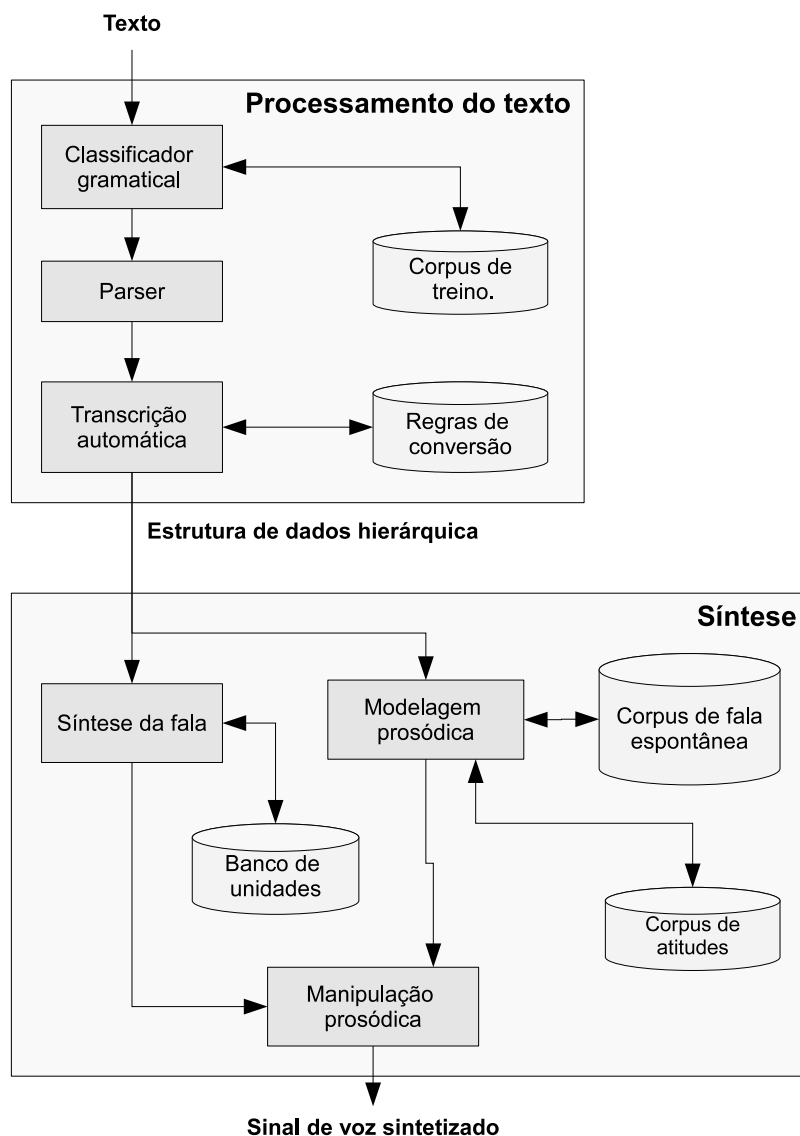 Texto
Processamento do texto
Classificador
gramatical
Corpus de
treino.
Parser
Transcrição
automática
Regras de
conversão
Estrutura de dados hierárquica
Síntese
Síntese da fala
Modelagem
prosódica
Corpus de fala
espontânea
Banco de
unidades
Corpus de
atitudes
Manipulação
prosódica
Sinal de voz sintetizado